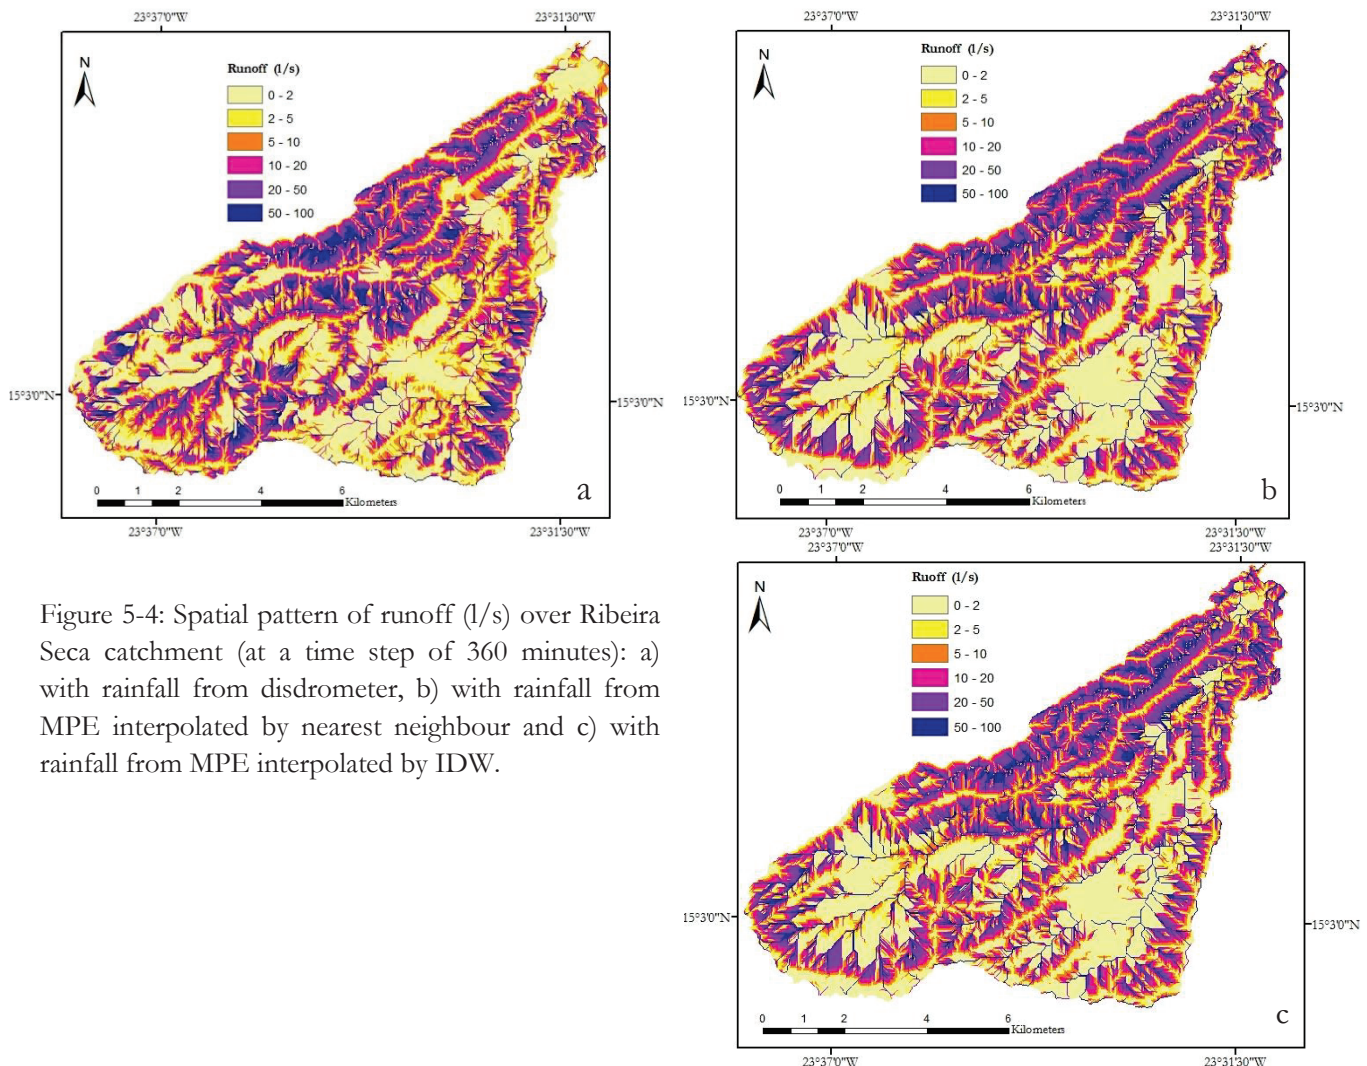 23°37'0"W
23°31'30"W
N
Runoff (l/s)
0 - 2
2 - 5
5 - 10
10 - 20
20 - 50
50 - 100
15°3'0"N
15°3'0"N
0 1 2 4 6
Kilometers
a
23°37'0"W
23°31'30"W
23°37'0"W
23°31'30"W
N
Runoff (l/s)
0 - 2
2 - 5
5 - 10
10 - 20
20 - 50
50 - 100
15°3'0"N
15°3'0"N
0 1 2 4 6
Kilometers
b
23°37'0"W
23°31'30"W
23°37'0"W
23°31'30"W
N
Ruoff (l/s)
0 - 2
2 - 5
5 - 10
10 - 20
20 - 50
50 - 100
15°3'0"N
15°3'0"N
0 1 2 4 6
Kilometers
c
23°37'0"W
23°31'30"W
Figure 5-4: Spatial pattern of runoff (l/s) over Ribeira
Seca catchment (at a time step of 360 minutes): a)
with rainfall from disdrometer, b) with rainfall from
MPE interpolated by nearest neighbour and c) with
rainfall from MPE interpolated by IDW.